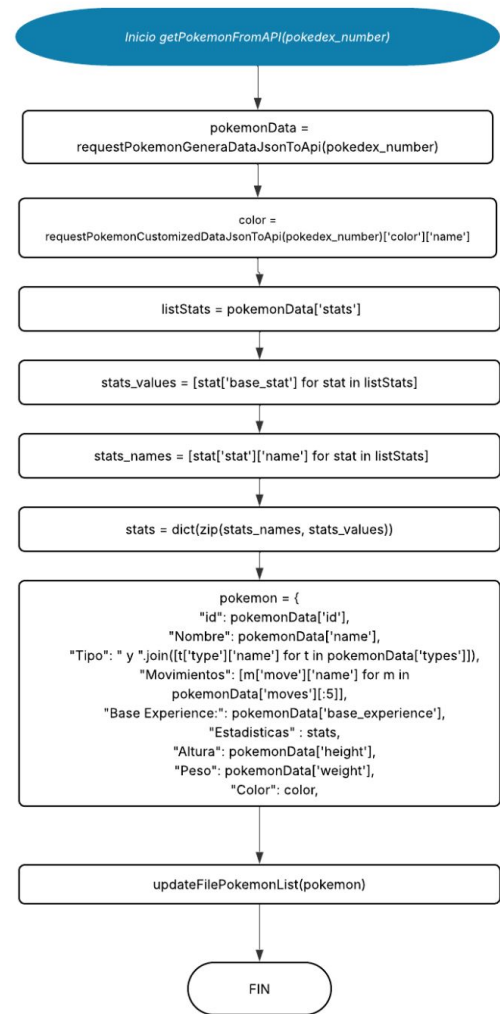 Inicio getPokemonFromAPI(pokedex_number)
pokemonData =
requestPokemonGeneraDataJsonToApi(pokedex_number)
color =
requestPokemonCustomizedDataJsonToApi(pokedex_number)['color']['name']
listStats = pokemonData['stats']
stats_values = [stat['base_stat'] for stat in listStats]
stats_names = [stat['stat']['name'] for stat in listStats]
stats = dict(zip(stats_names, stats_values))
pokemon = {
"id": pokemonData['id'],
"Nombre": pokemonData['name'],
"Tipo": " y ".join([t['type']['name'] for t in pokemonData['types']]),
"Movimientos": [m['move']['name'] for m in
pokemonData['moves'][:5]],
"Base Experience:": pokemonData['base_experience'],
"Estadisticas" : stats,
"Altura": pokemonData['height'],
"Peso": pokemonData['weight'],
"Color": color,
updateFilePokemonList(pokemon)
FIN